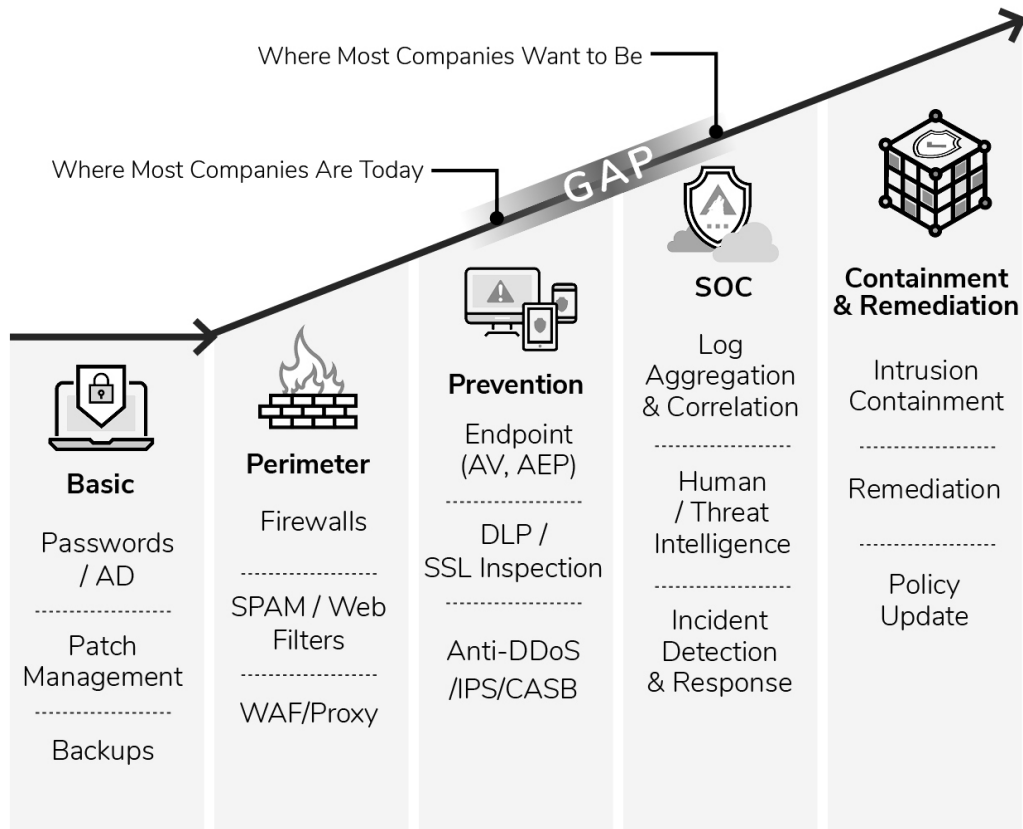 Where Most Companies Want to Be
Where Most Companies Are Today
GAP
Basic
Passwords
/ AD
Patch
Management
Backups
Perimeter
Firewalls
SPAM / Web
Filters
WAF/Proxy
Prevention
Endpoint
(AV, AEP)
DLP /
SSL Inspection
Anti-DDoS
/IPS/CASB
SOC
Log
Aggregation
& Correlation
Human
/ Threat
Intelligence
Incident
Detection
& Response
Containment
& Remediation
Intrusion
Containment
Remediation
Policy
Update